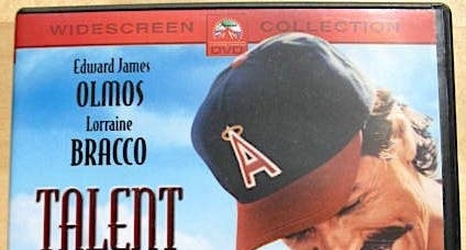 WIDESCREEN COLLECTION
DVD
Edward James
OLMOS
Lorraine
BRACCO
A
TALENT